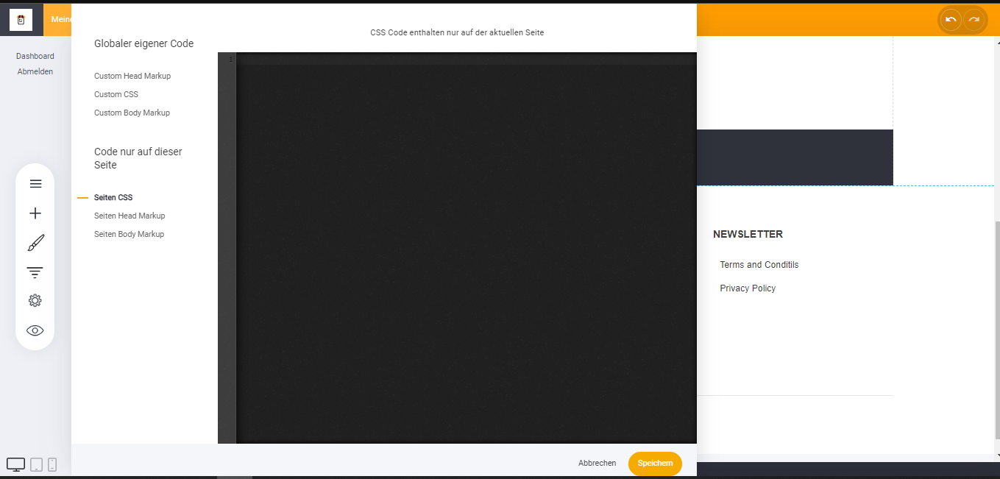 Meine
CSS Code enthalten nur auf der aktuellen Seite
Globaler eigener Code
Dashboard
Abmelden
Custom Head Markup
Custom CSS
Custom Body Markup
1
Code nur auf dieser
Seite
Seiten CSS
Seiten Head Markup
Seiten Body Markup
NEWSLETTER
Terms and Conditils
Privacy Policy
Abbrechen
Speichern